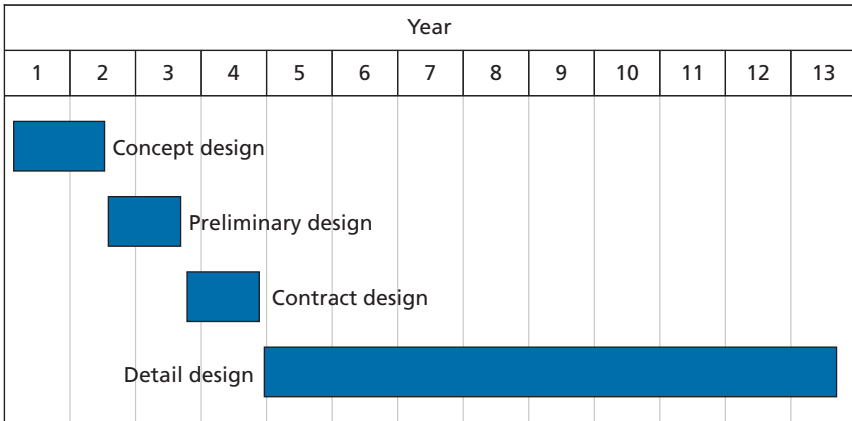 Year
1 2 3 4 5 6 7 8 9 10 11 12 13
Concept design
Preliminary design
Contract design
Detail design